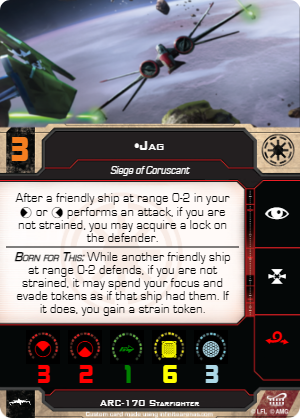 3
•Jag
Siege of Coruscant
After a friendly ship at range 0-2 in your
or performs an attack, if you are
not strained, you may acquire a lock on
the defender.
Born for This: While another friendly ship
at range 0-2 defends, if you are not
strained, it may spend your focus and
evade tokens as if that ship had them. If
it does, you gain a strain token.
3 2 1 6 3
ARC-170 Starfighter
Custom card made using infinitearenas.com
© LFL © AMG